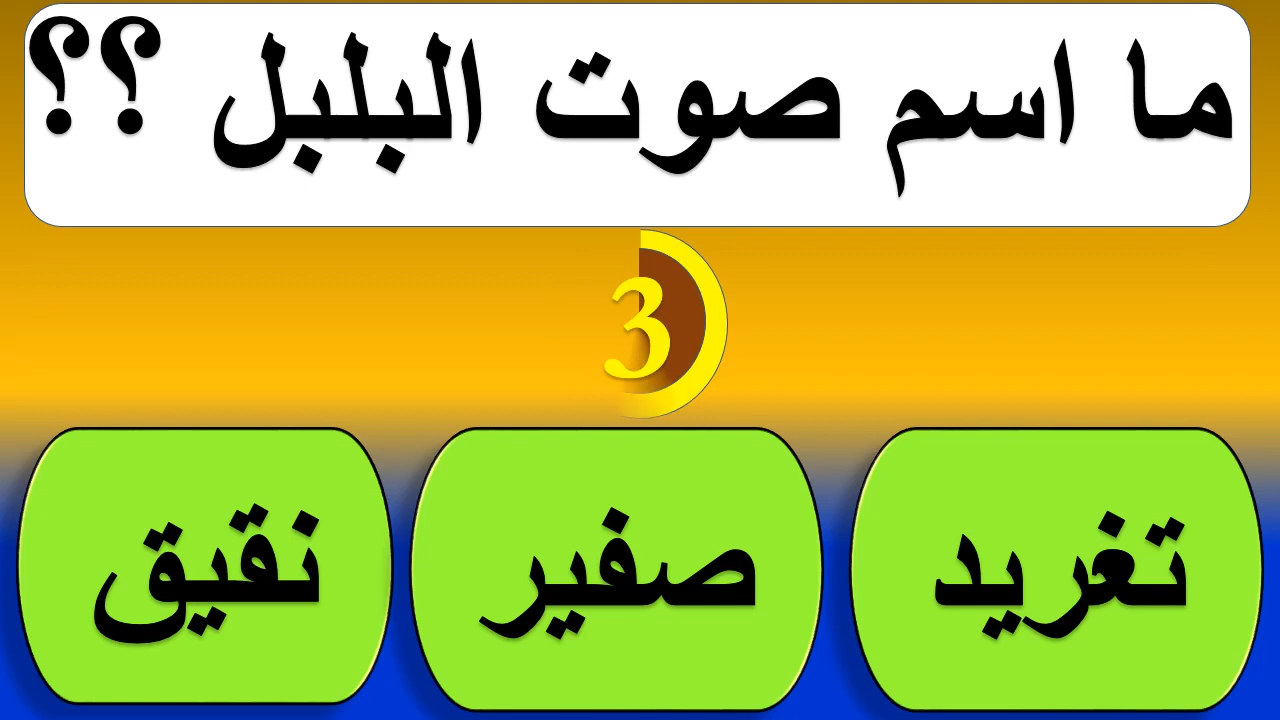 ما اسم صوت البلبل ؟؟
3
تغريد
صفير
نقيق